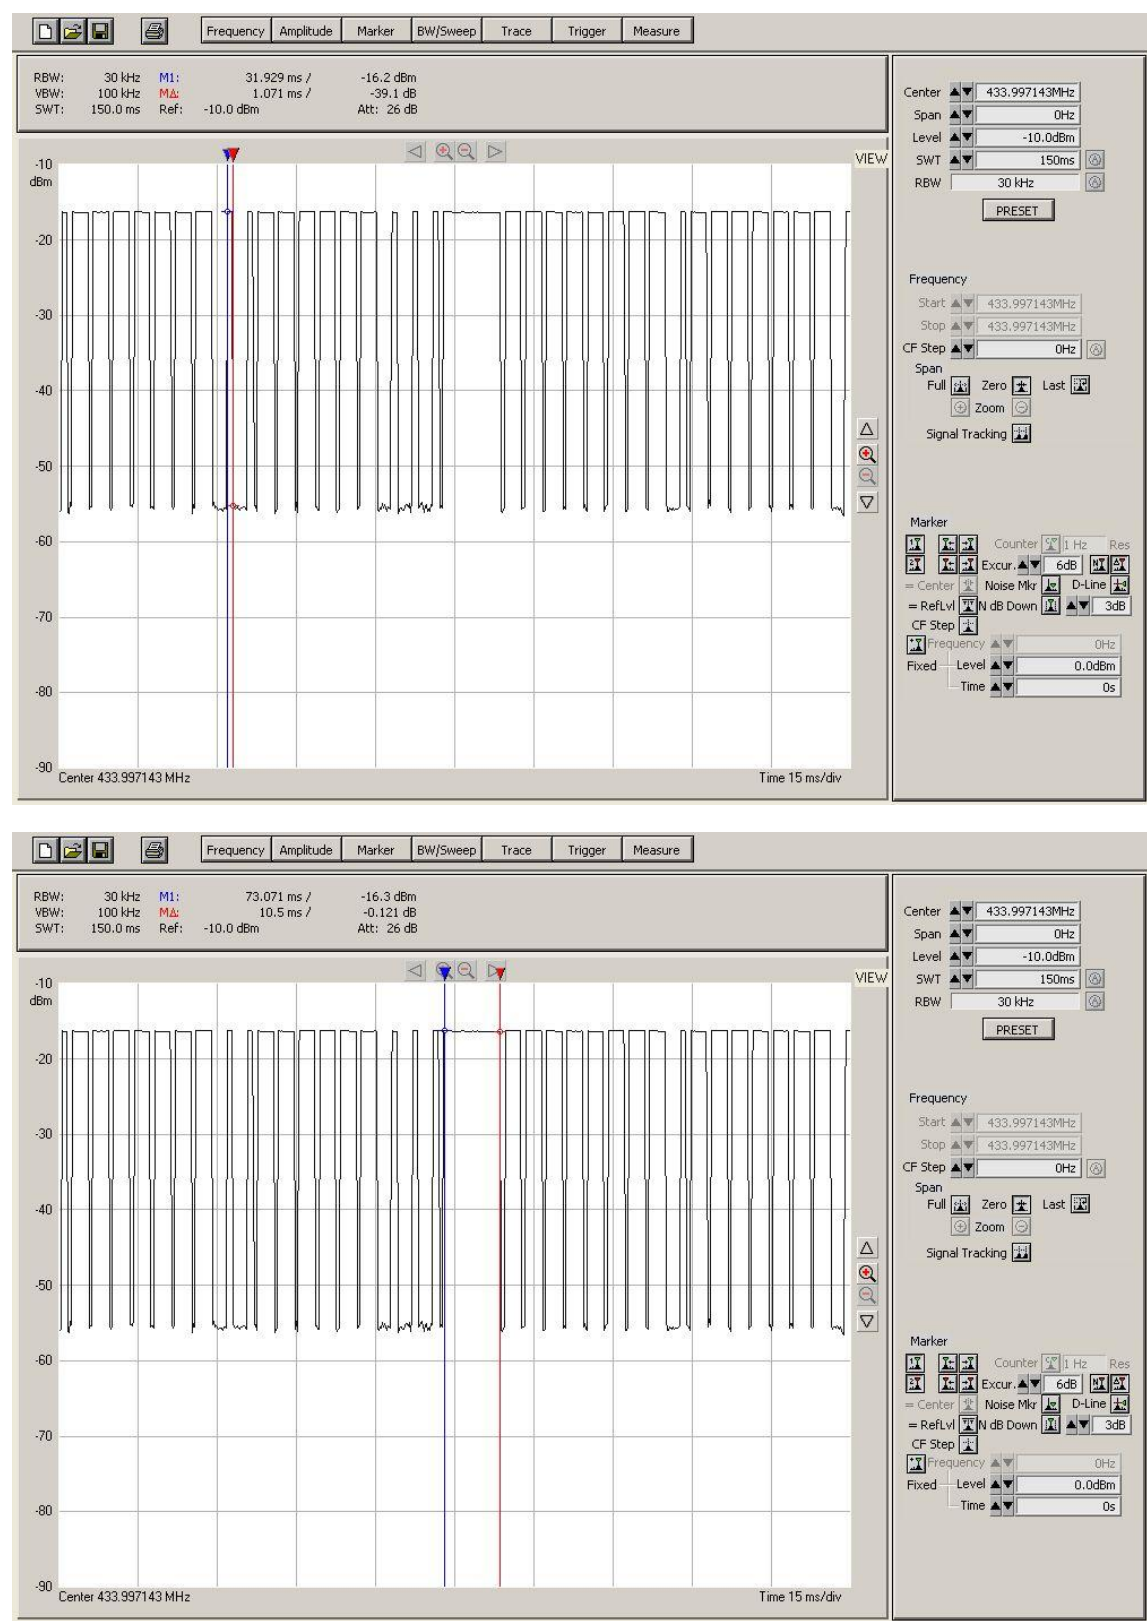 Frequency Amplitude Marker BW/Sweep Trace Trigger Measure
RBW: 30 kHz M1: 31.929 ms / -16.2 dBm
VBW: 100 kHz MΔ: 1.071 ms / -39.1 dB
SWT: 150.0 ms Ref: -10.0 dBm Att: 26 dB
VIEW
-10
dBm
-20
-30
-40
-50
-60
-70
-80
-90
Center 433.997143 MHz Time 15 ms/div
Center 433.997143MHz
Span 0Hz
Level -10.0dBm
SWT 150ms
RBW 30 kHz
PRESET
Frequency
Start 433.997143MHz
Stop 433.997143MHz
CF Step 0Hz
Span
Full Zero Last
Zoom
Signal Tracking
Marker
Counter 1 Hz Res
Excur. 6dB
= Center Noise Mkr D-Line
= RefLvl N dB Down 3dB
CF Step
Frequency 0Hz
Fixed Level 0.0dBm
Time 0s
Frequency Amplitude Marker BW/Sweep Trace Trigger Measure
RBW: 30 kHz M1: 73.071 ms / -16.3 dBm
VBW: 100 kHz MΔ: 10.5 ms / -0.121 dB
SWT: 150.0 ms Ref: -10.0 dBm Att: 26 dB
VIEW
-10
dBm
-20
-30
-40
-50
-60
-70
-80
-90
Center 433.997143 MHz Time 15 ms/div
Center 433.997143MHz
Span 0Hz
Level -10.0dBm
SWT 150ms
RBW 30 kHz
PRESET
Frequency
Start 433.997143MHz
Stop 433.997143MHz
CF Step 0Hz
Span
Full Zero Last
Zoom
Signal Tracking
Marker
Counter 1 Hz Res
Excur. 6dB
= Center Noise Mkr D-Line
= RefLvl N dB Down 3dB
CF Step
Frequency 0Hz
Fixed Level 0.0dBm
Time 0s